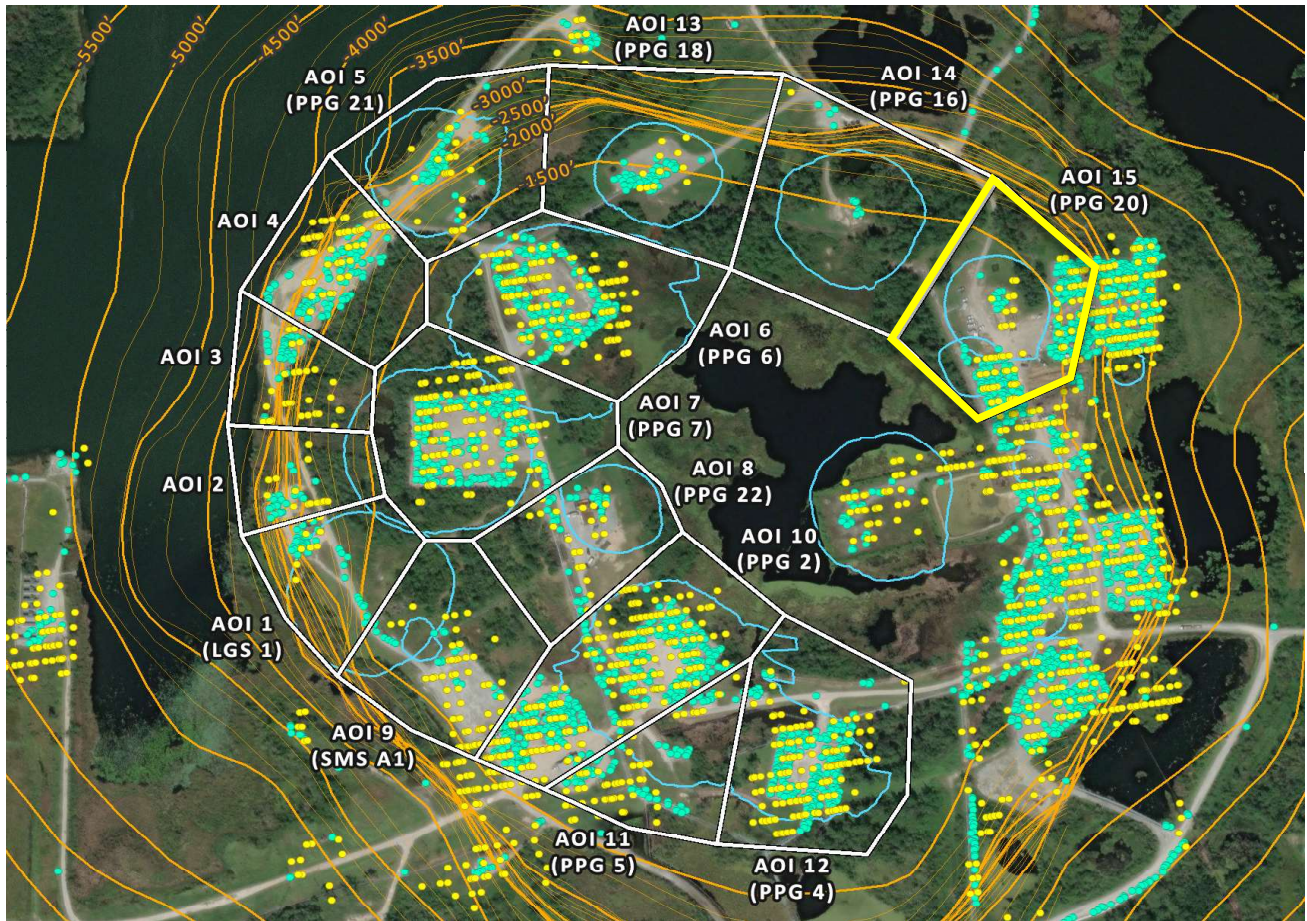 -5500'
-5000'
-4500'
-4000'
-3500'
-3000'
-2500'
-2000'
-1500'
AOI 13
(PPG 18)
AOI 5
(PPG 21)
AOI 14
(PPG 16)
AOI 15
(PPG 20)
AOI 4
AOI 3
AOI 6
(PPG 6)
AOI 7
(PPG 7)
AOI 2
AOI 8
(PPG 22)
AOI 10
(PPG 2)
AOI 1
(LGS 1)
AOI 9
(SMS A1)
AOI 11
(PPG 5)
AOI 12
(PPG 4)